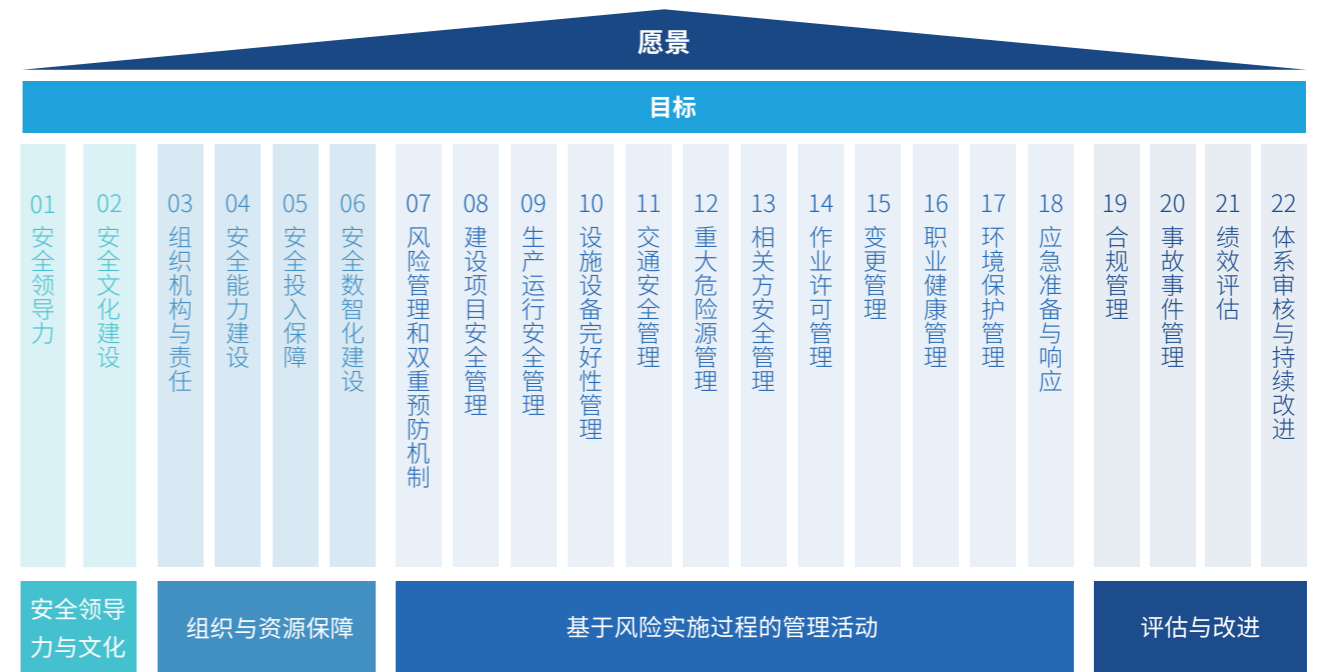 愿景
目标
01
安全领导力
02
安全文化建设
03
组织机构与责任
04
安全能力建设
05
安全投入保障
06
安全数智化建设
07
风险管理和双重预防机制
08
建设项目安全管理
09
生产运行安全管理
10
设施设备完好性管理
11
交通安全管理
12
重大危险源管理
13
相关方安全管理
14
作业许可管理
15
变更管理
16
职业健康管理
17
环境保护管理
18
应急准备与响应
19
合规管理
20
事故事件管理
21
绩效评估
22
体系审核与持续改进
安全领导
力与文化
组织与资源保障
基于风险实施过程的管理活动
评估与改进